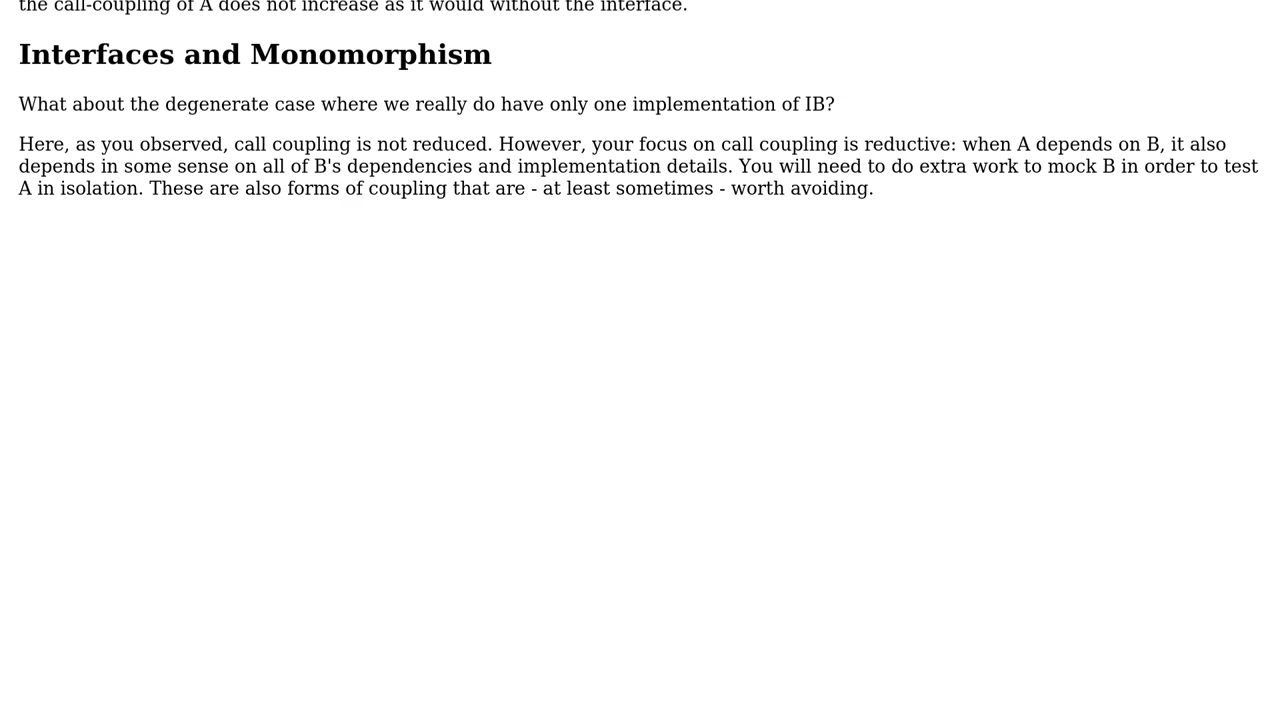 the call-coupling of A does not increase as it would without the interface.
Interfaces and Monomorphism
What about the degenerate case where we really do have only one implementation of IB?
Here, as you observed, call coupling is not reduced. However, your focus on call coupling is reductive: when A depends on B, it also
depends in some sense on all of B's dependencies and implementation details. You will need to do extra work to mock B in order to test
A in isolation. These are also forms of coupling that are - at least sometimes - worth avoiding.